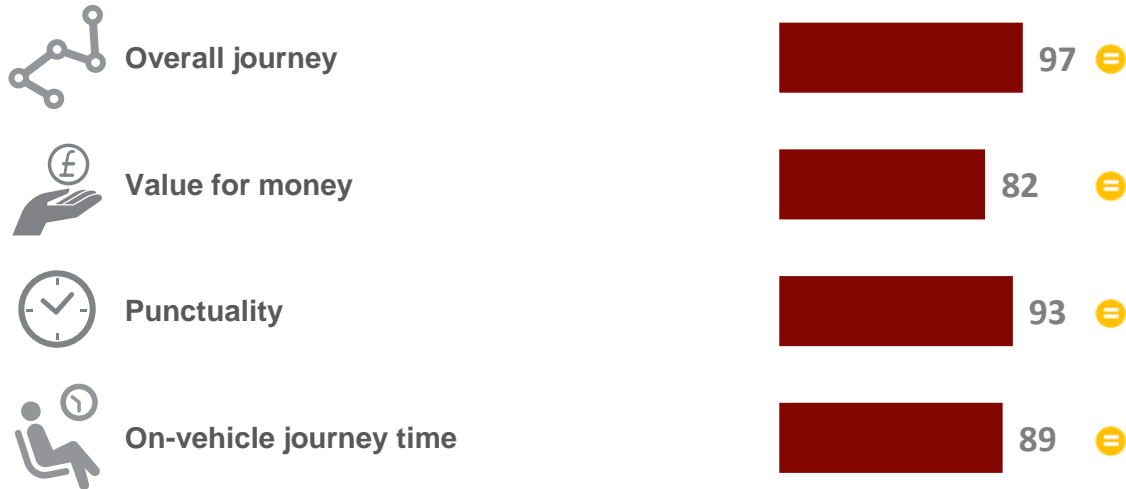 Overall journey 97 =
£
Value for money 82 =
Punctuality 93 =
On-vehicle journey time 89 =